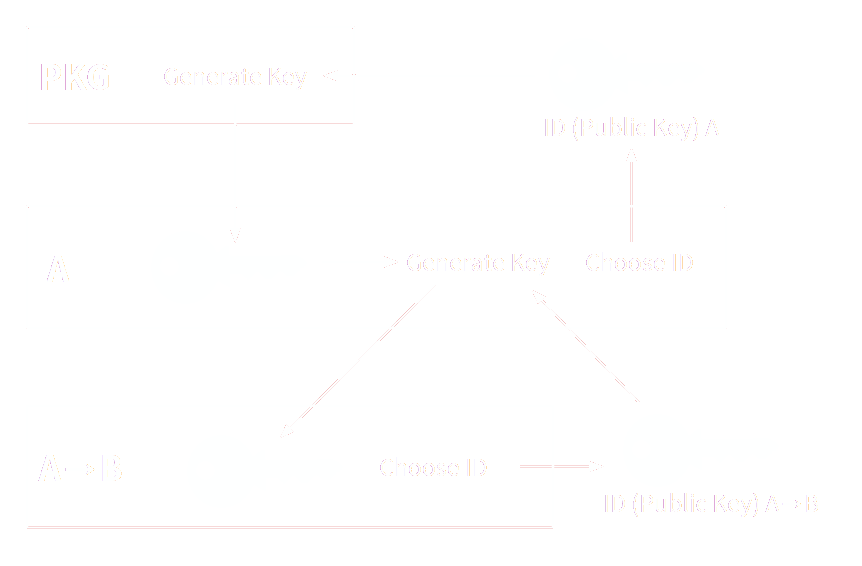 PKG
Generate Key
ID (Public Key) A
A
Generate Key
Choose ID
A→B
Choose ID
ID (Public Key) A→B